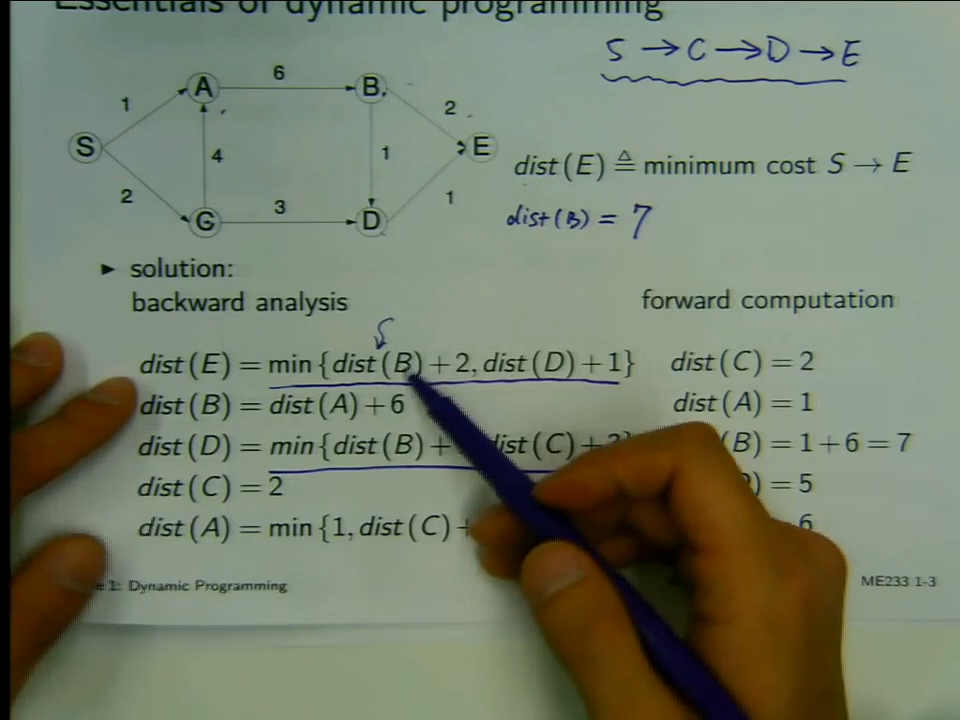 Essentials of dynamic programming
S → C → D → E
A 6 B
1 2
S 4 1 E
2 1
C 3 D
dist(E) ≜ minimum cost S → E
dist(B) = 7
► solution:
backward analysis
forward computation
dist(E) = min{dist(B) + 2, dist(D) + 1}
dist(C) = 2
dist(B) = dist(A) + 6
dist(A) = 1
dist(D) = min{dist(B) + dist(C) +
(B) = 1 + 6 = 7
dist(C) = 2
) = 5
dist(A) = min{1, dist(C) +
6
1: Dynamic Programming
ME233 1-3